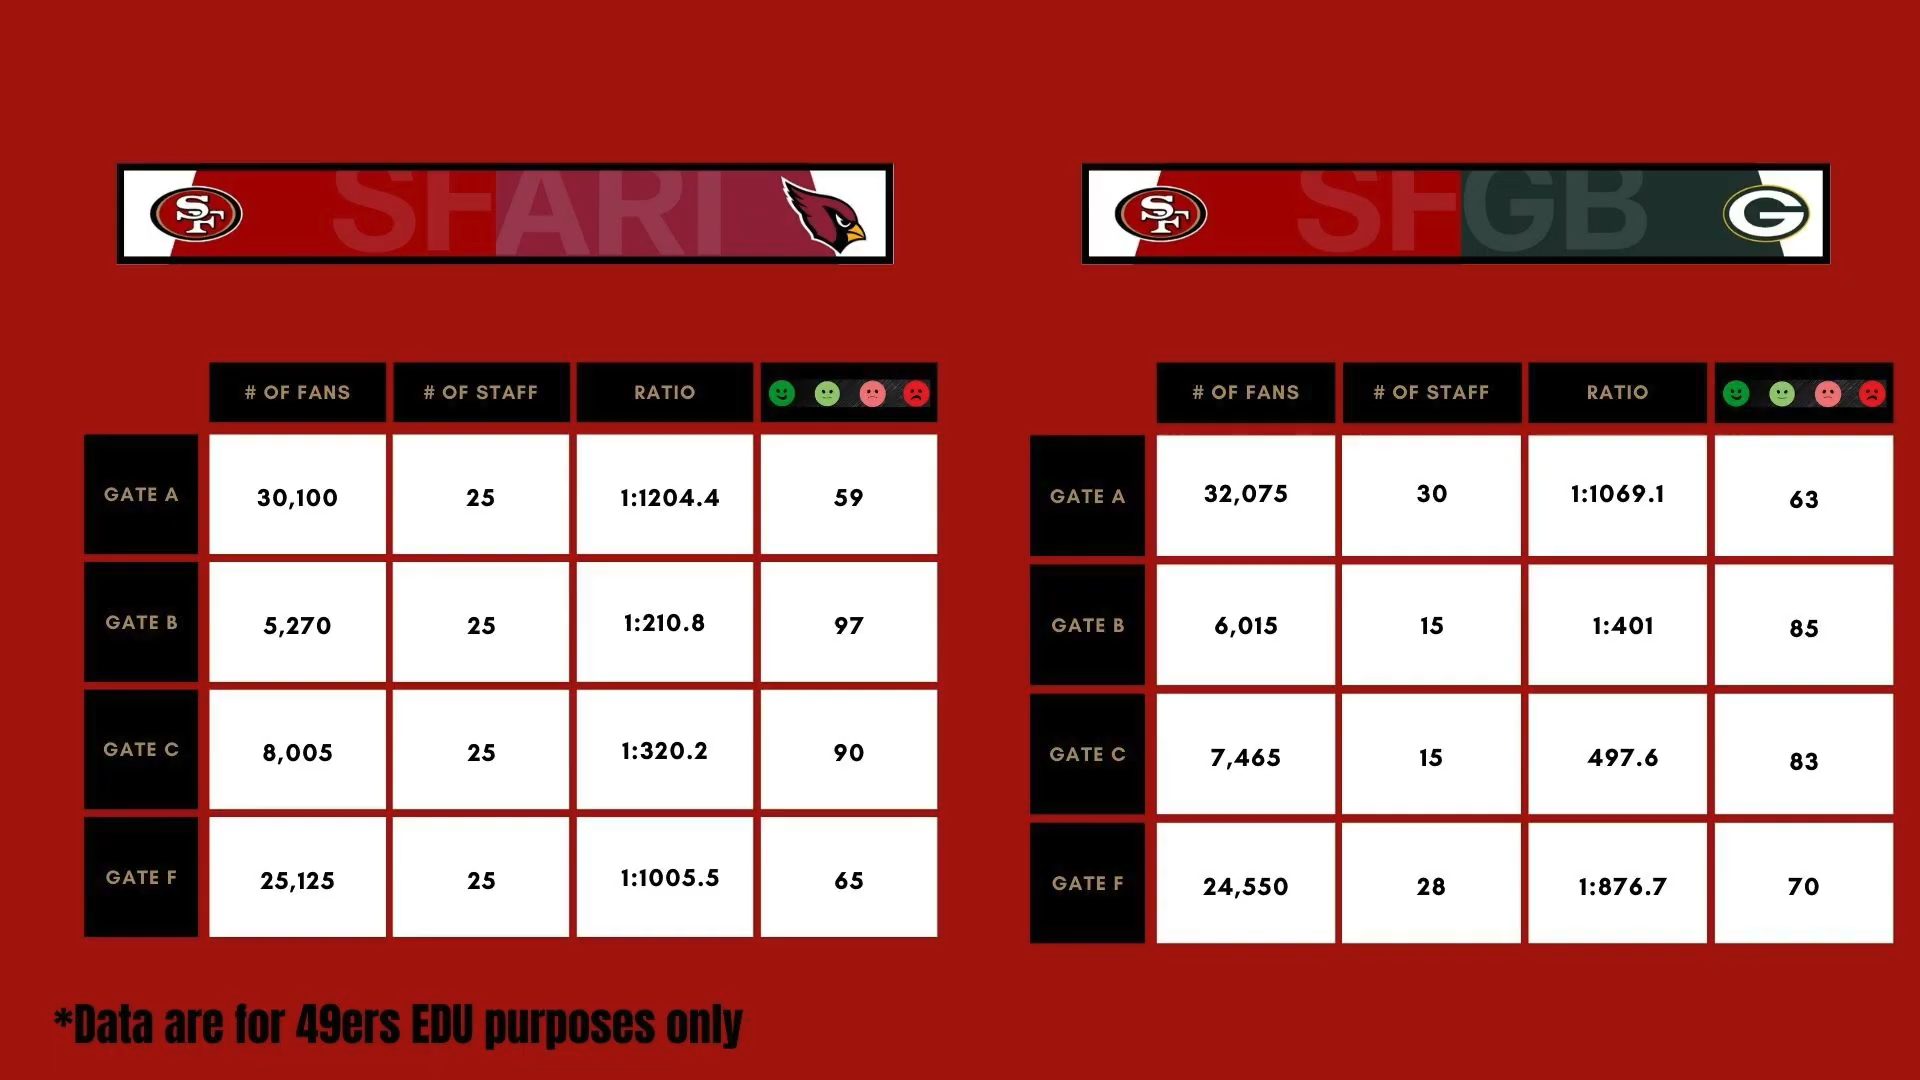 SFARI
SFGB
# OF FANS # OF STAFF RATIO
GATE A 30,100 25 1:1204.4 59
GATE B 5,270 25 1:210.8 97
GATE C 8,005 25 1:320.2 90
GATE F 25,125 25 1:1005.5 65
# OF FANS # OF STAFF RATIO
GATE A 32,075 30 1:1069.1 63
GATE B 6,015 15 1:401 85
GATE C 7,465 15 497.6 83
GATE F 24,550 28 1:876.7 70
*Data are for 49ers EDU purposes only